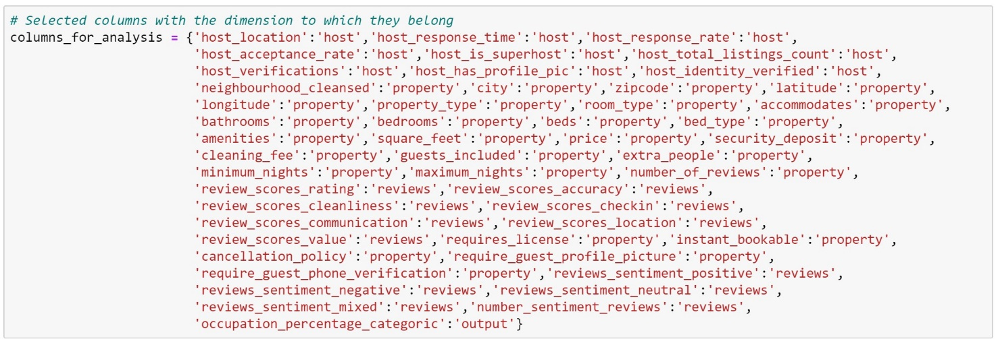 # Selected columns with the dimension to which they belong
columns_for_analysis = {'host_location':'host','host_response_time':'host','host_response_rate':'host',
'host_acceptance_rate':'host','host_is_superhost':'host','host_total_listings_count':'host',
'host_verifications':'host','host_has_profile_pic':'host','host_identity_verified':'host',
'neighbourhood_cleansed':'property','city':'property','zipcode':'property','latitude':'property',
'longitude':'property','property_type':'property','room_type':'property','accommodates':'property',
'bathrooms':'property','bedrooms':'property','beds':'property','bed_type':'property',
'amenities':'property','square_feet':'property','price':'property','security_deposit':'property',
'cleaning_fee':'property','guests_included':'property','extra_people':'property',
'minimum_nights':'property','maximum_nights':'property','number_of_reviews':'property',
'review_scores_rating':'reviews','review_scores_accuracy':'reviews',
'review_scores_cleanliness':'reviews','review_scores_checkin':'reviews',
'review_scores_communication':'reviews','review_scores_location':'reviews',
'review_scores_value':'reviews','requires_license':'property','instant_bookable':'property',
'cancellation_policy':'property','require_guest_profile_picture':'property',
'require_guest_phone_verification':'property','reviews_sentiment_positive':'reviews',
'reviews_sentiment_negative':'reviews','reviews_sentiment_neutral':'reviews',
'reviews_sentiment_mixed':'reviews','number_sentiment_reviews':'reviews',
'occupation_percentage_categoric':'output'}